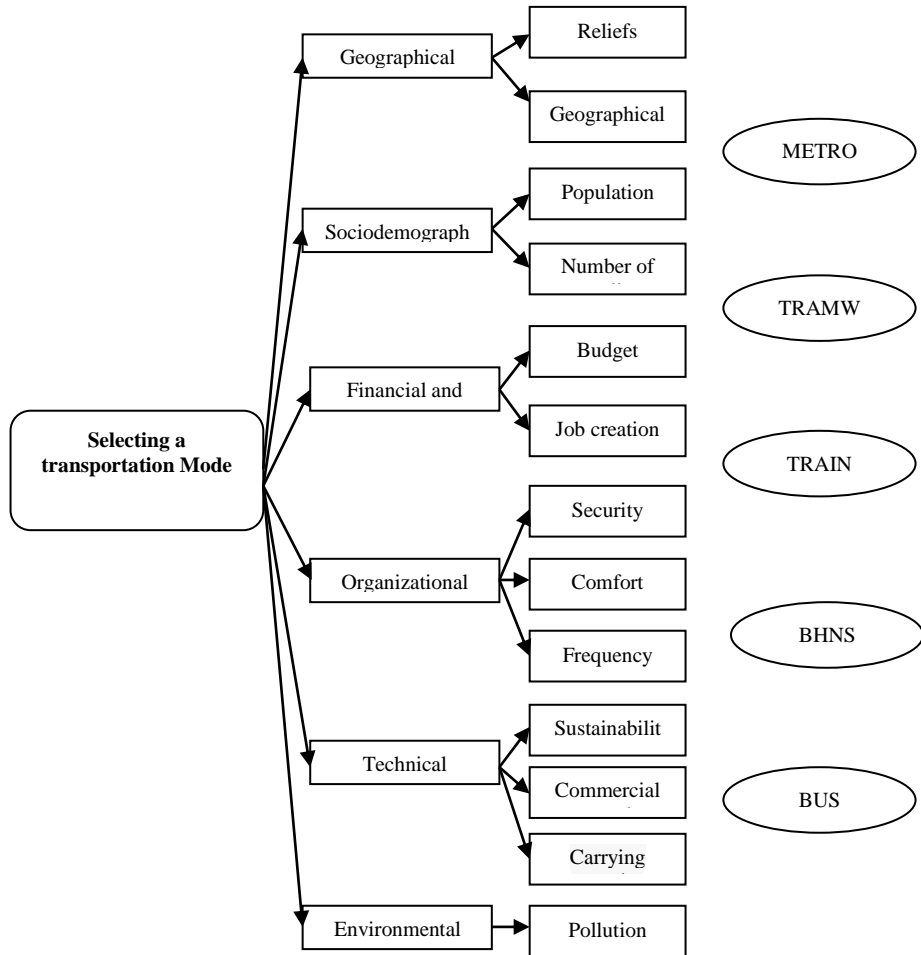 Selecting a
transportation Mode
Geographical
Sociodemograph
Financial and
Organizational
Technical
Environmental
Reliefs
Geographical
Population
Number of
Budget
Job creation
Security
Comfort
Frequency
Sustainabilit
Commercial
Carrying
Pollution
METRO
TRAMW
TRAIN
BHNS
BUS